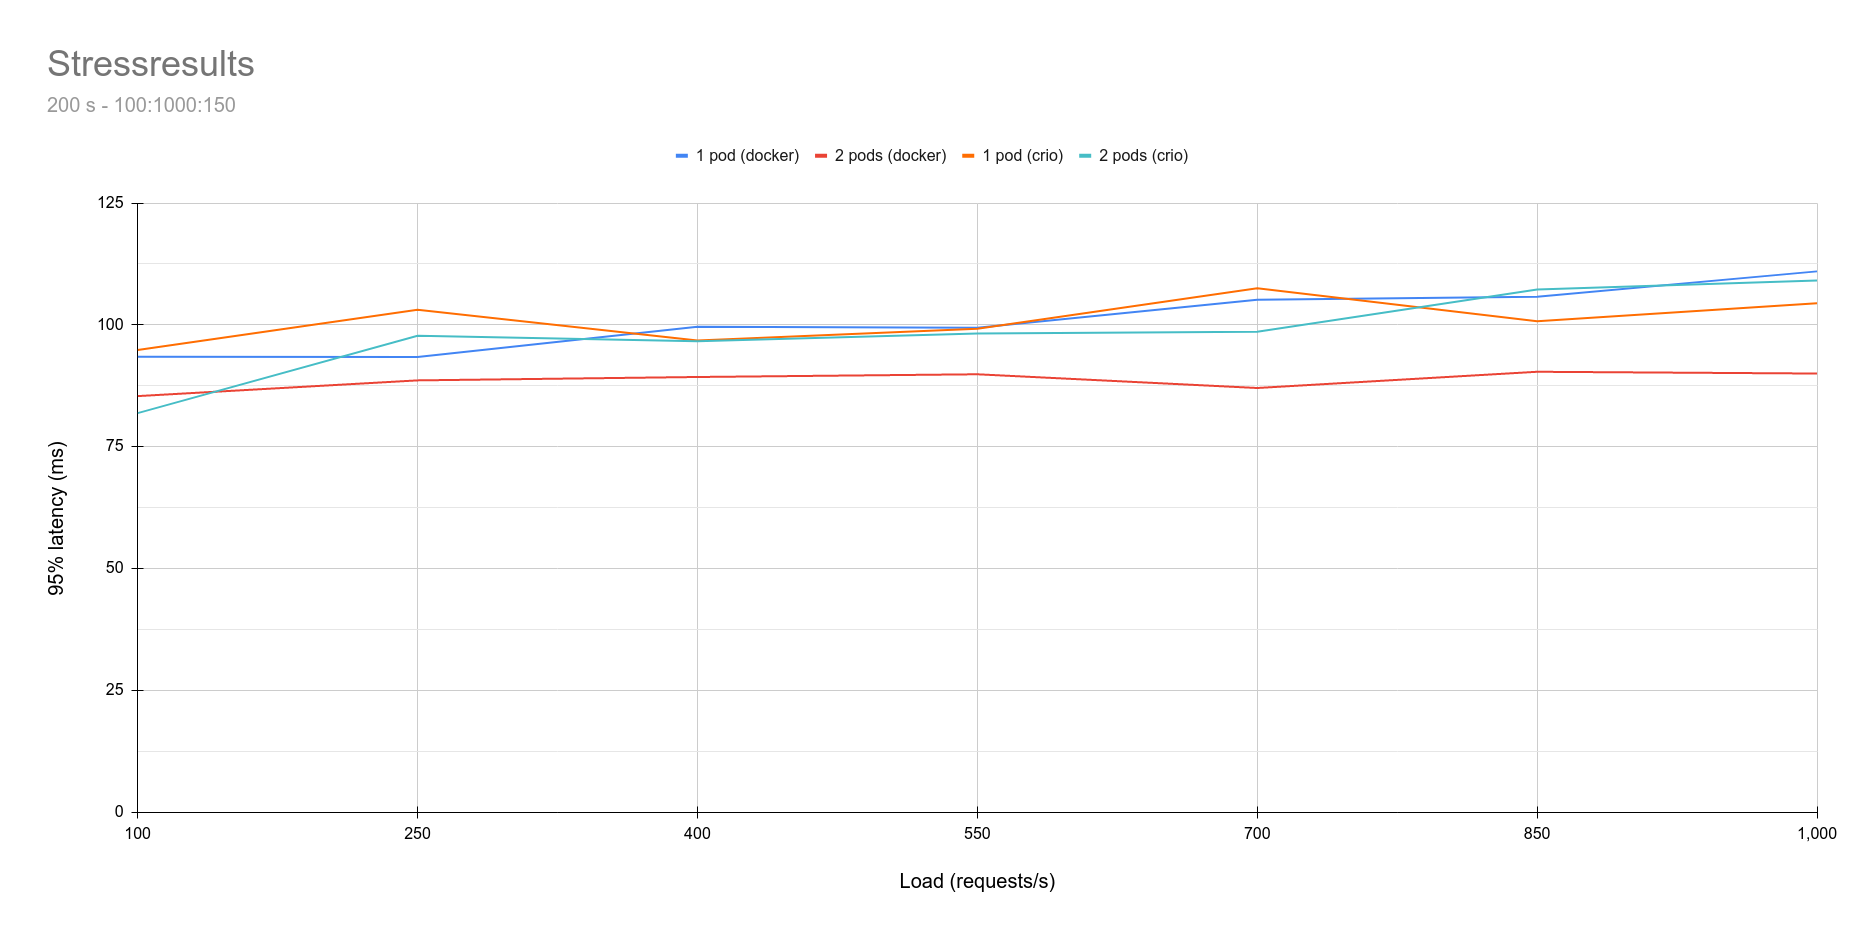 Stressresults
200 s - 100:1000:150
1 pod (docker) 2 pods (docker) 1 pod (crio) 2 pods (crio)
125
100
75
50
25
0
95% latency (ms)
100 250 400 550 700 850 1,000
Load (requests/s)